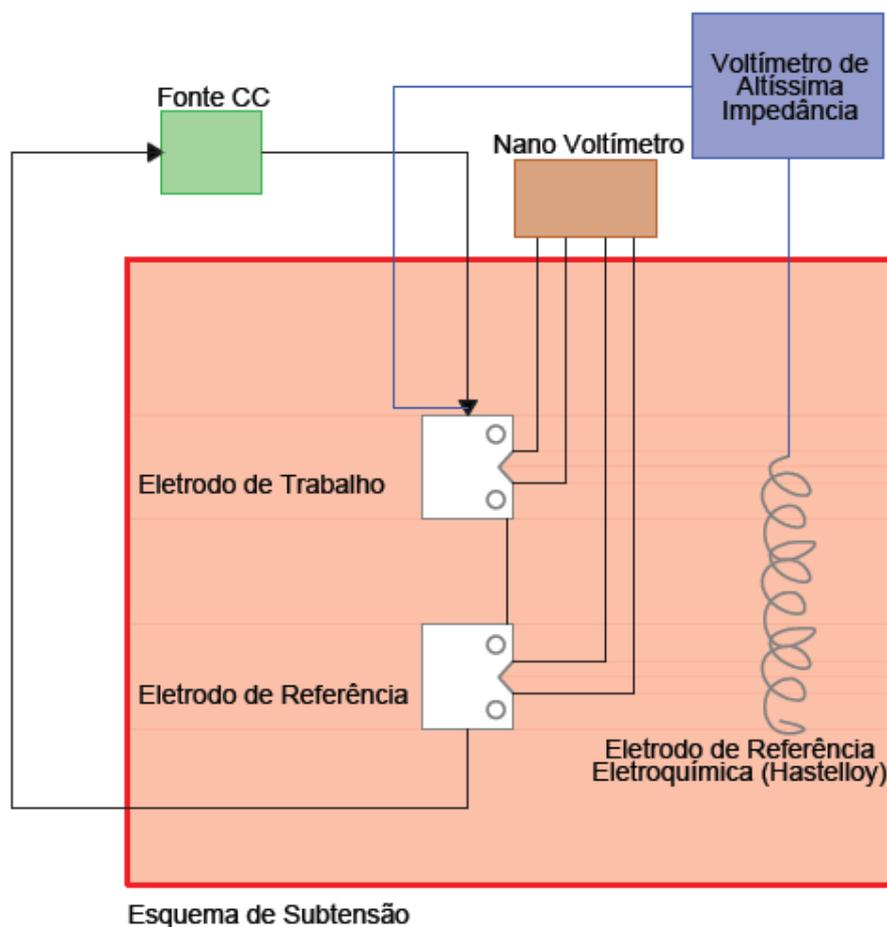 Voltímetro de
Altíssima
Impedância
Fonte CC
Nano Voltímetro
Eletrodo de Trabalho
Eletrodo de Referência
Eletrodo de Referência
Eletroquímica (Hastelloy)
Esquema de Subtensão